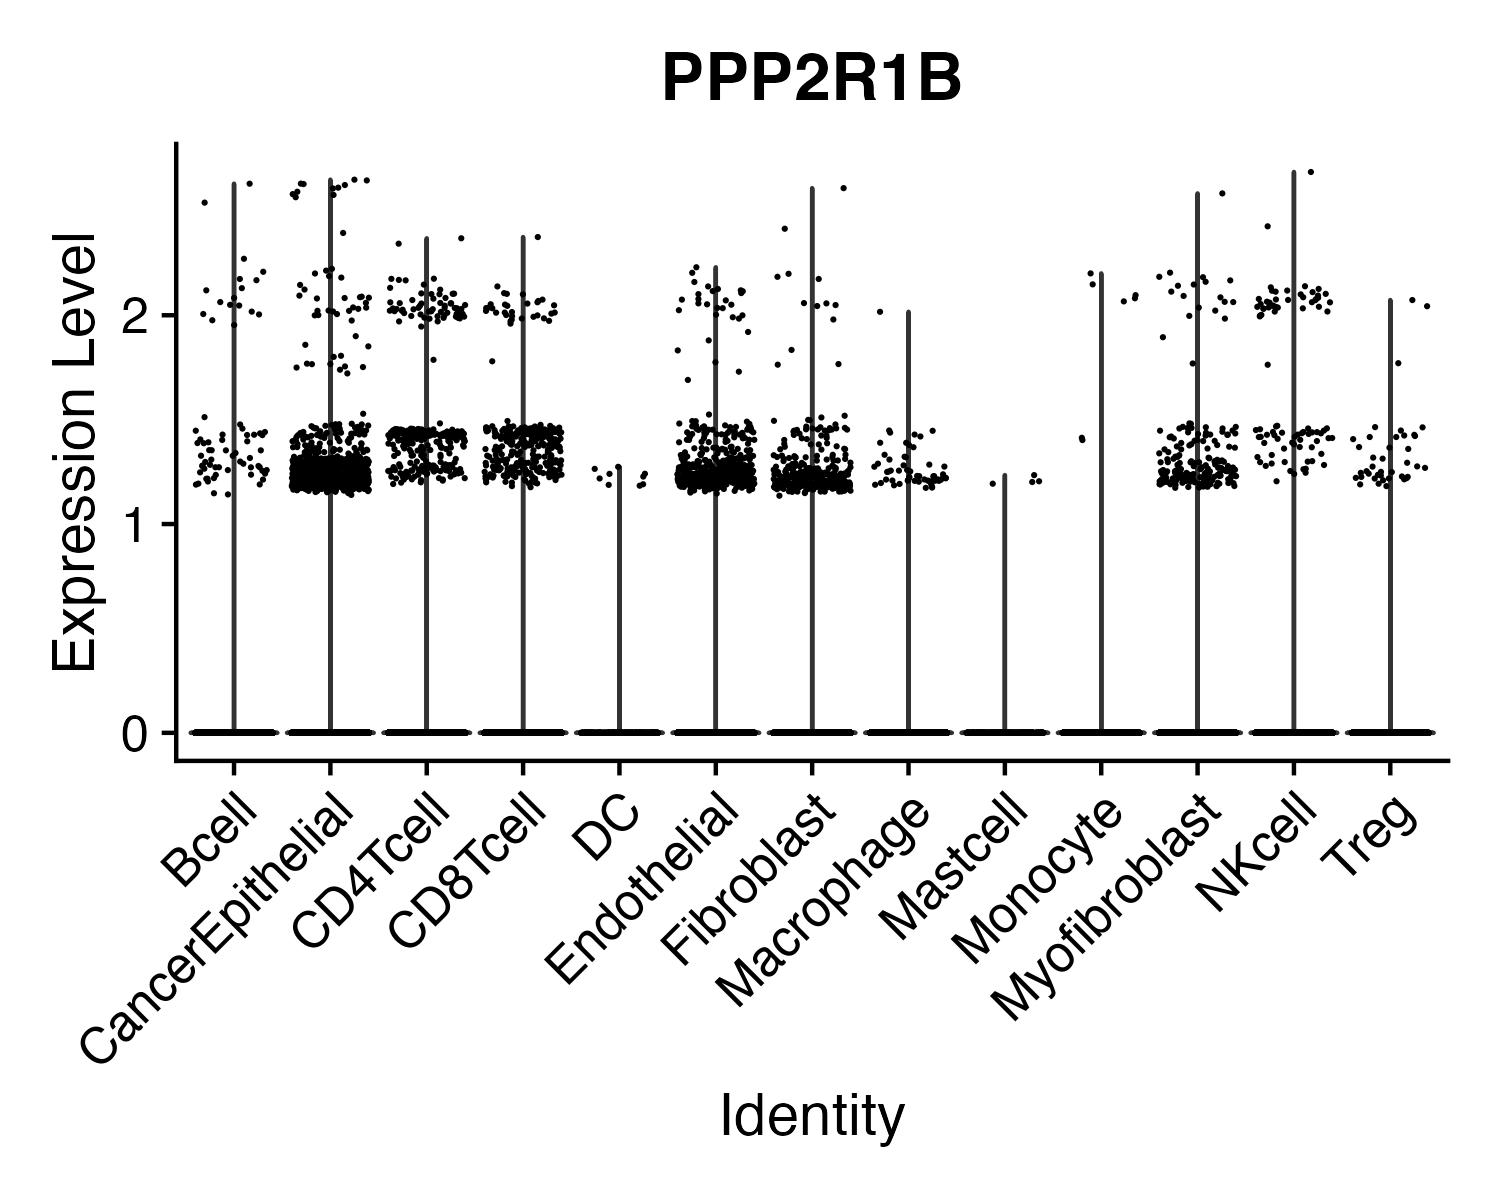 PPP2R1B
Expression Level
2
1
0
Bcell
CancerEpithelial
CD4Tcell
CD8Tcell
DC
Endothelial
Fibroblast
Macrophage
Mastcell
Monocyte
Myofibroblast
NKcell
Treg
Identity